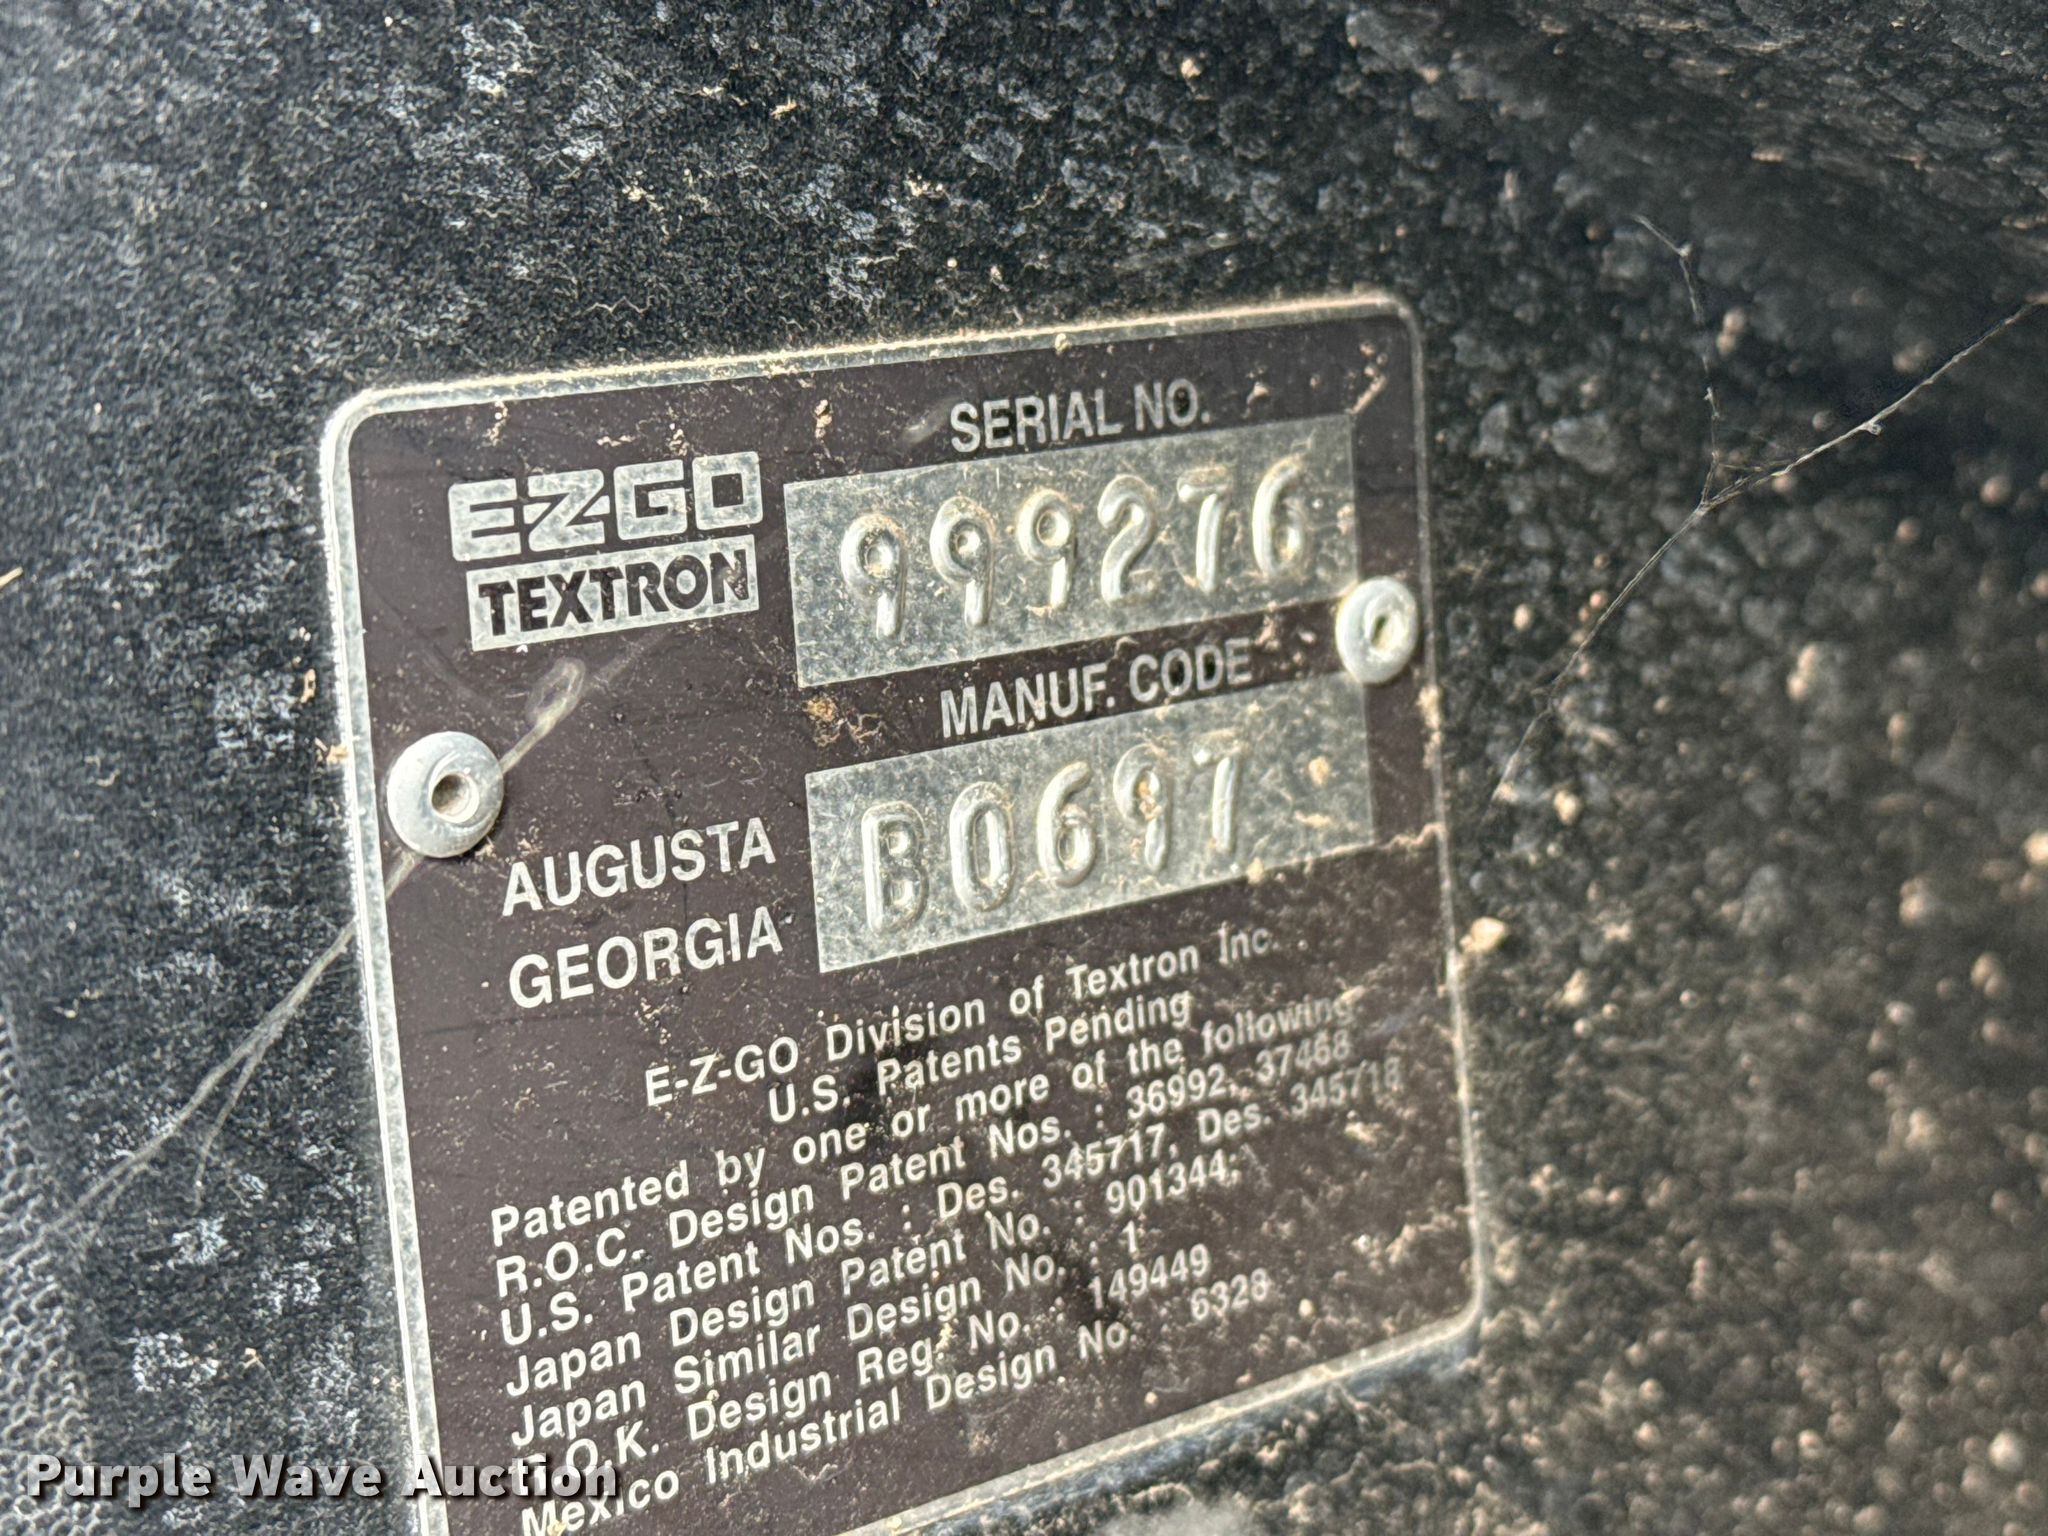 SERIAL NO.
E-Z-GO
TEXTRON
999276
MANUF. CODE
B0697
AUGUSTA
GEORGIA
E-Z-GO Division of Textron Inc.
U.S. Patents Pending
Patented by one or more of the following
R.O.C. Design Patent Nos. : 36992, 37468
U.S. Patent Nos. : Des. 345717, Des. 345718
Japan Design Patent No. : 901344;
Japan Similar Design No. : 1
R.O.K. Design Reg. No. : 149449
Mexico Industrial Design No. : 6328
Purple Wave Auction